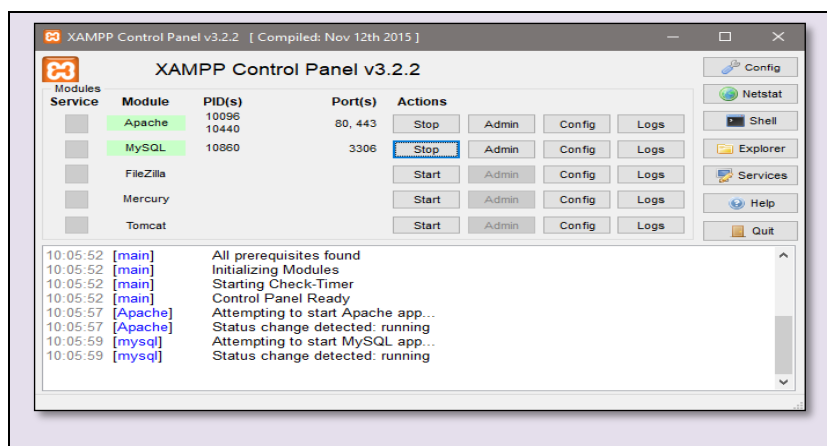 XAMPP Control Panel v3.2.2 [ Compiled: Nov 12th 2015 ]
XAMPP Control Panel v3.2.2
Config
Modules
Service Module PID(s) Port(s) Actions
Netstat
Apache 10096 10440 80, 443 Stop Admin Config Logs
Shell
MySQL 10860 3306 Stop Admin Config Logs
Explorer
FileZilla Start Admin Config Logs
Services
Mercury Start Admin Config Logs
Help
Tomcat Start Admin Config Logs
Quit
10:05:52 [main] All prerequisites found
10:05:52 [main] Initializing Modules
10:05:52 [main] Starting Check-Timer
10:05:52 [main] Control Panel Ready
10:05:57 [Apache] Attempting to start Apache app...
10:05:57 [Apache] Status change detected: running
10:05:59 [mysql] Attempting to start MySQL app...
10:05:59 [mysql] Status change detected: running